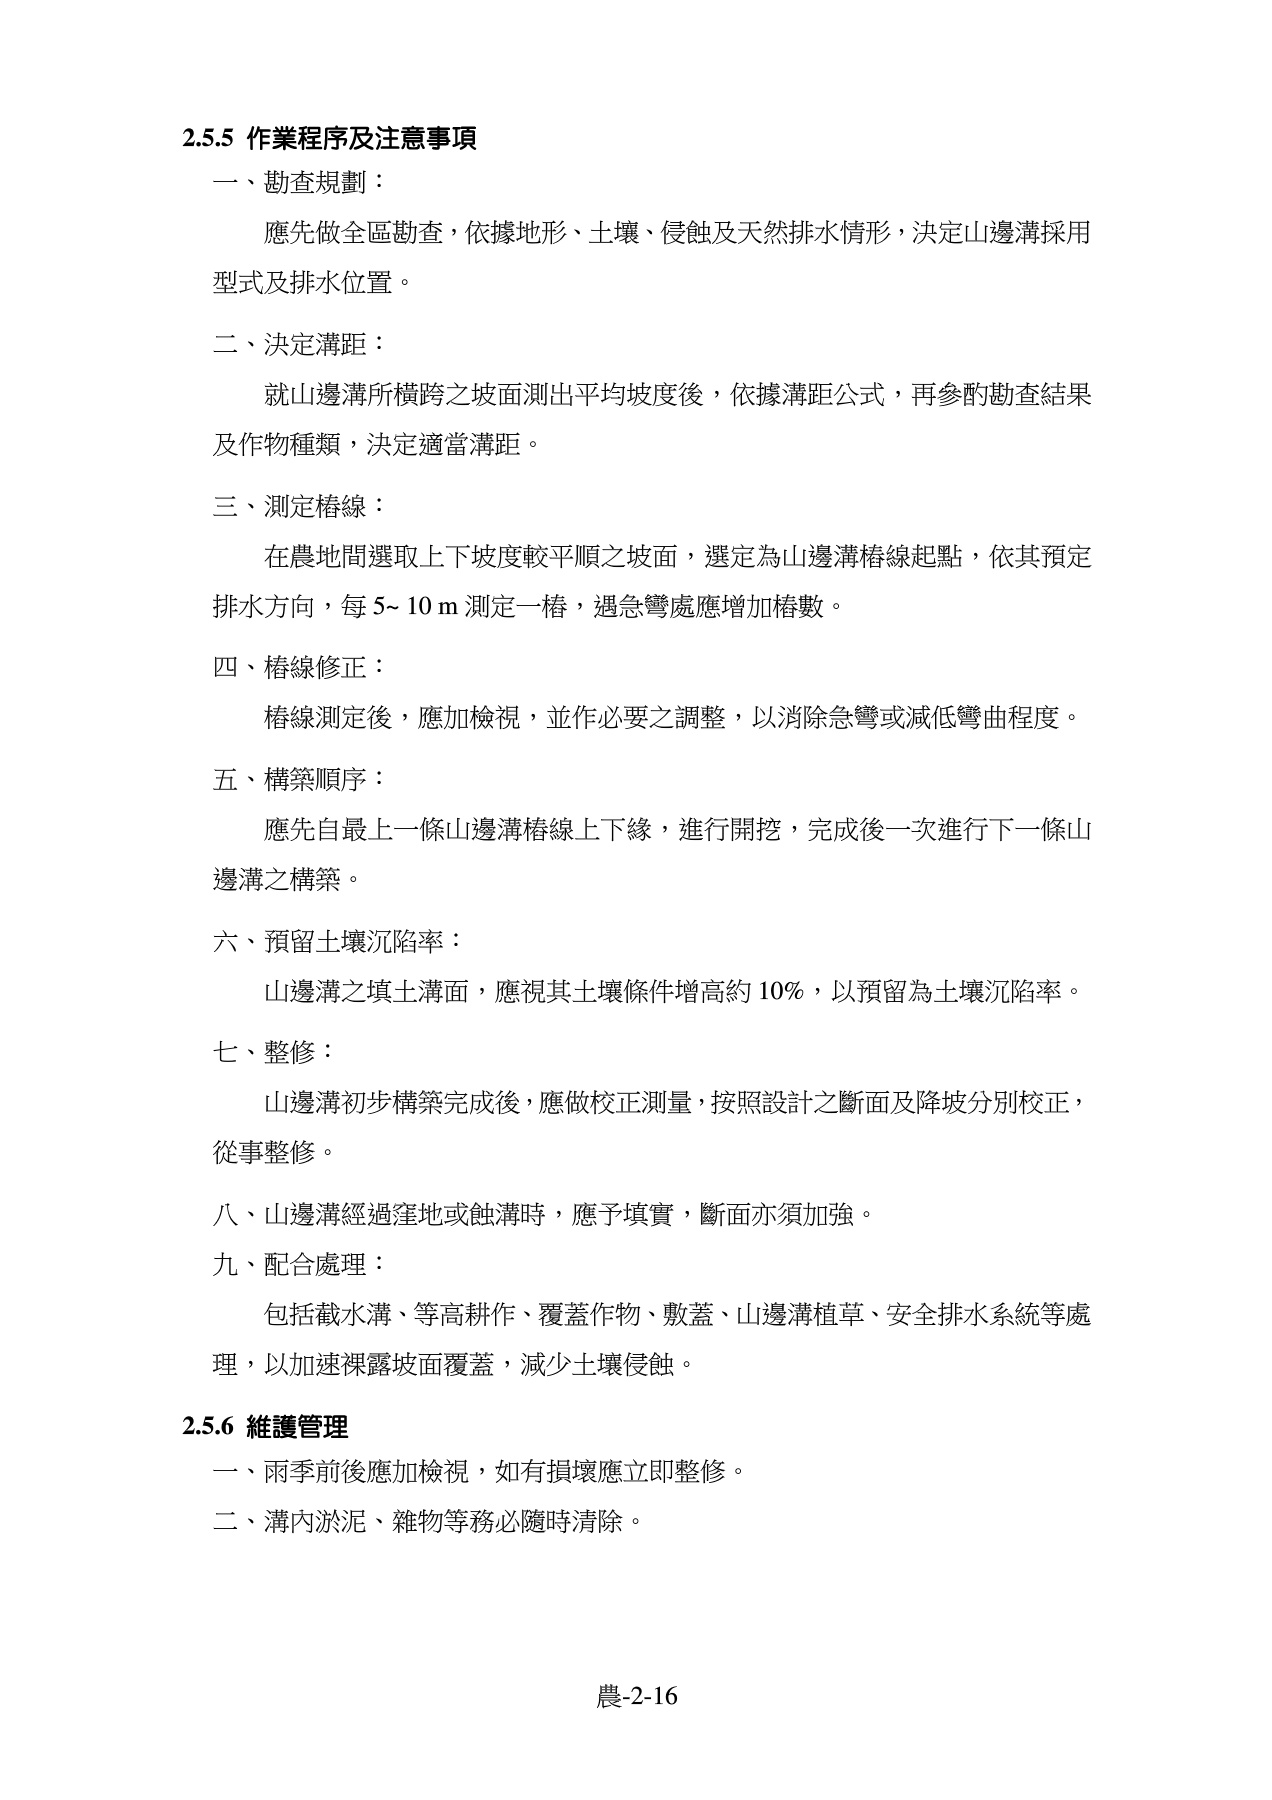 2.5.5 作業程序及注意事項
一、勘查規劃：
應先做全區勘查，依據地形、土壤、侵蝕及天然排水情形，決定山邊溝採用
型式及排水位置。
二、決定溝距：
就山邊溝所橫跨之坡面測出平均坡度後，依據溝距公式，再參酌勘查結果
及作物種類，決定適當溝距。
三、測定樁線：
在農地間選取上下坡度較平順之坡面，選定為山邊溝樁線起點，依其預定
排水方向，每 5~ 10 m 測定一樁，遇急彎處應增加樁數。
四、樁線修正：
樁線測定後，應加檢視，並作必要之調整，以消除急彎或減低彎曲程度。
五、構築順序：
應先自最上一條山邊溝樁線上下緣，進行開挖，完成後一次進行下一條山
邊溝之構築。
六、預留土壤沉陷率：
山邊溝之填土溝面，應視其土壤條件增高約 10%，以預留為土壤沉陷率。
七、整修：
山邊溝初步構築完成後，應做校正測量，按照設計之斷面及降坡分別校正，
從事整修。
八、山邊溝經過窪地或蝕溝時，應予填實，斷面亦須加強。
九、配合處理：
包括截水溝、等高耕作、覆蓋作物、敷蓋、山邊溝植草、安全排水系統等處
理，以加速裸露坡面覆蓋，減少土壤侵蝕。
2.5.6 維護管理
一、雨季前後應加檢視，如有損壞應立即整修。
二、溝內淤泥、雜物等務必隨時清除。
農-2-16